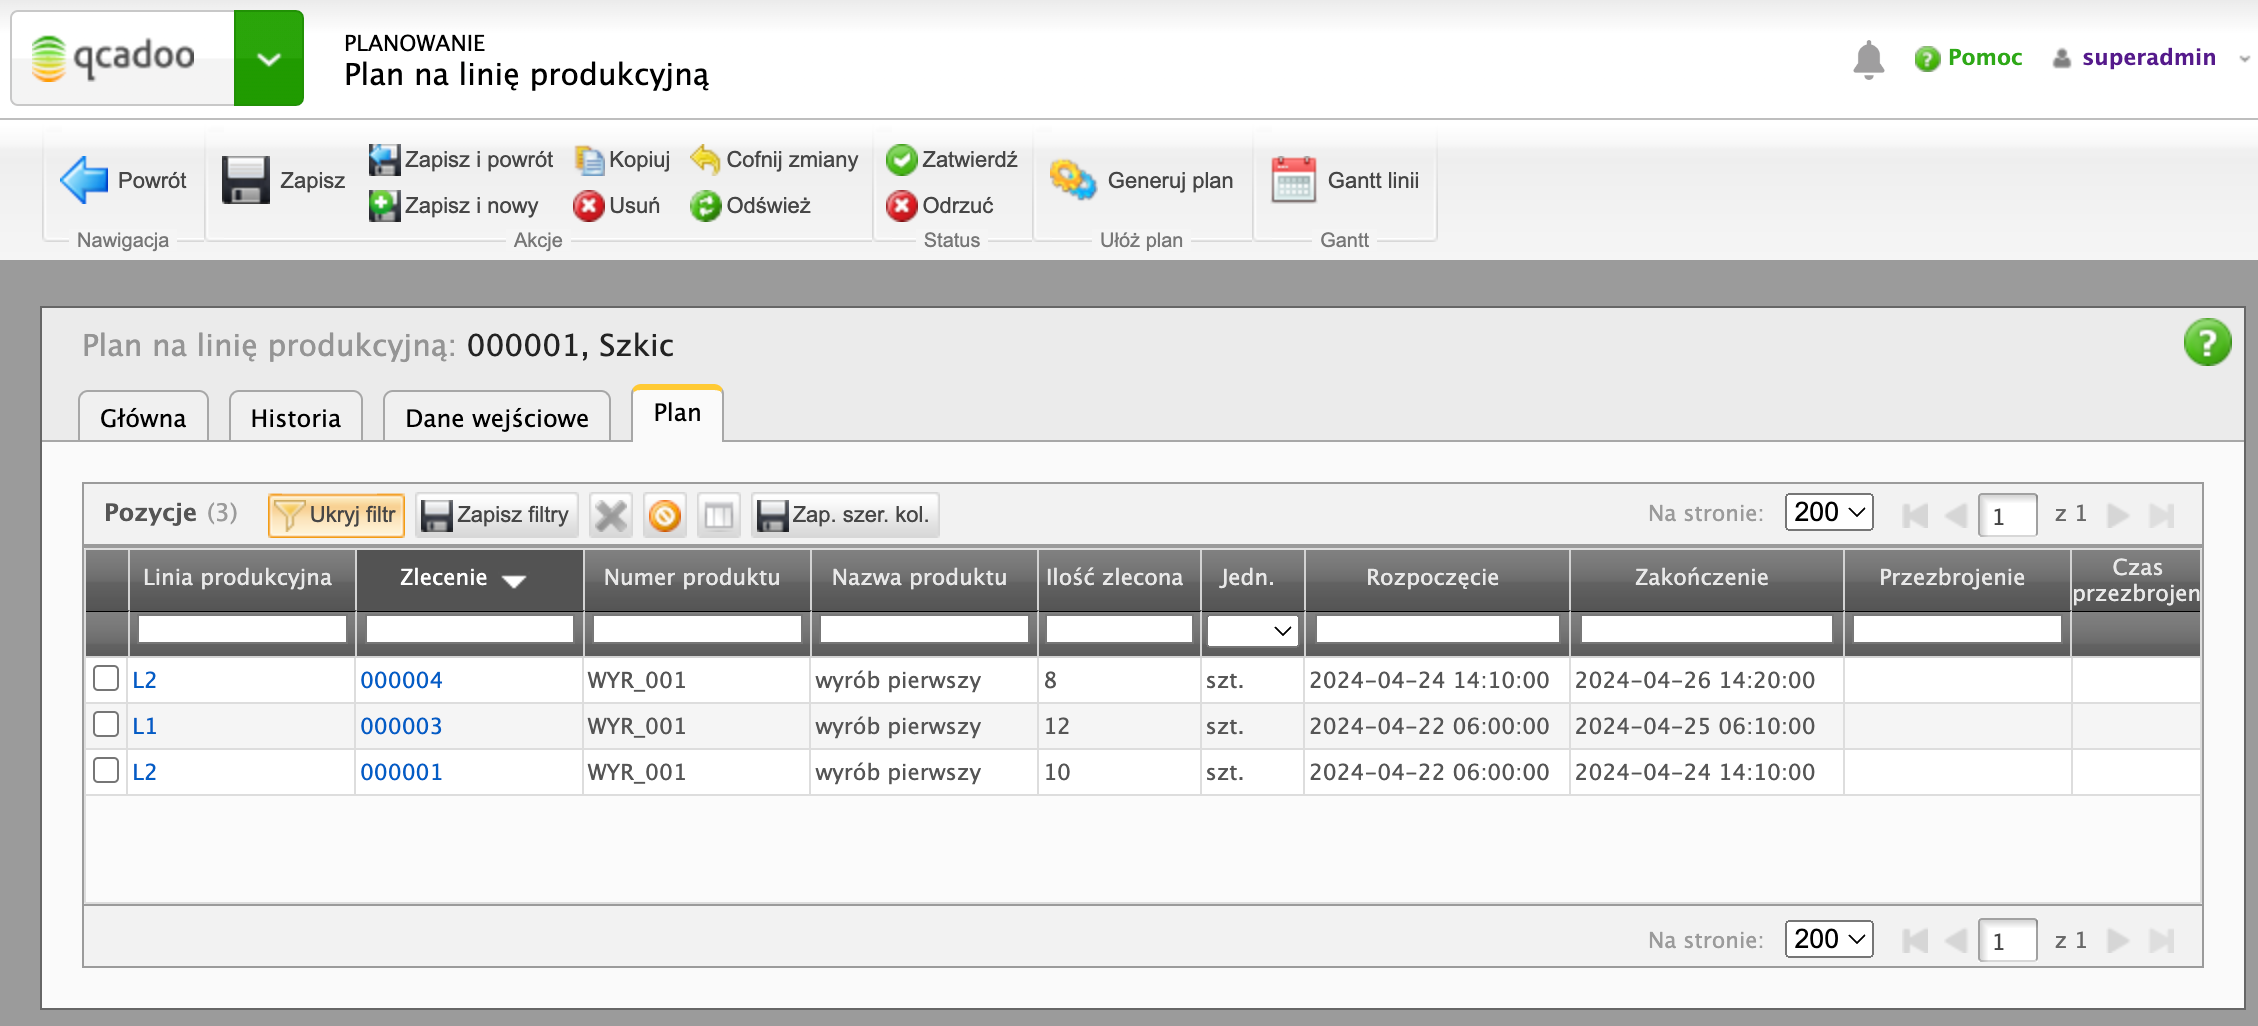 qcadoo
PLANOWANIE
Plan na linię produkcyjną
Pomoc
superadmin
Powrót
Nawigacja
Zapisz
Zapisz i powrót
Kopiuj
Cofnij zmiany
Zapisz i nowy
Usuń
Odśwież
Akcje
Zatwierdź
Odrzuć
Status
Generuj plan
Ułóż plan
Gantt linii
Gantt
Plan na linię produkcyjną: 000001, Szkic
?
Główna
Historia
Dane wejściowe
Plan
Pozycje (3)
Ukryj filtr
Zapisz filtry
Zap. szer. kol.
Na stronie: 200
1 z 1
Linia produkcyjna Zlecenie Numer produktu Nazwa produktu Ilość zlecona Jedn. Rozpoczęcie Zakończenie Przezbrojenie Czas
przezbrojen
L2 000004 WYR_001 wyrób pierwszy 8 szt. 2024-04-24 14:10:00 2024-04-26 14:20:00
L1 000003 WYR_001 wyrób pierwszy 12 szt. 2024-04-22 06:00:00 2024-04-25 06:10:00
L2 000001 WYR_001 wyrób pierwszy 10 szt. 2024-04-22 06:00:00 2024-04-24 14:10:00
Na stronie: 200
1 z 1